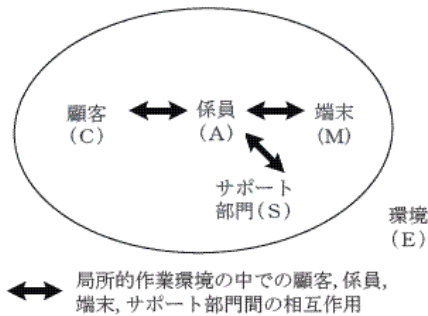 顧客
(C)
係員
(A)
端末
(M)
サポート
部門(S)
環境
(E)
局所的作業環境の中での顧客,係員,
端末,サポート部門間の相互作用